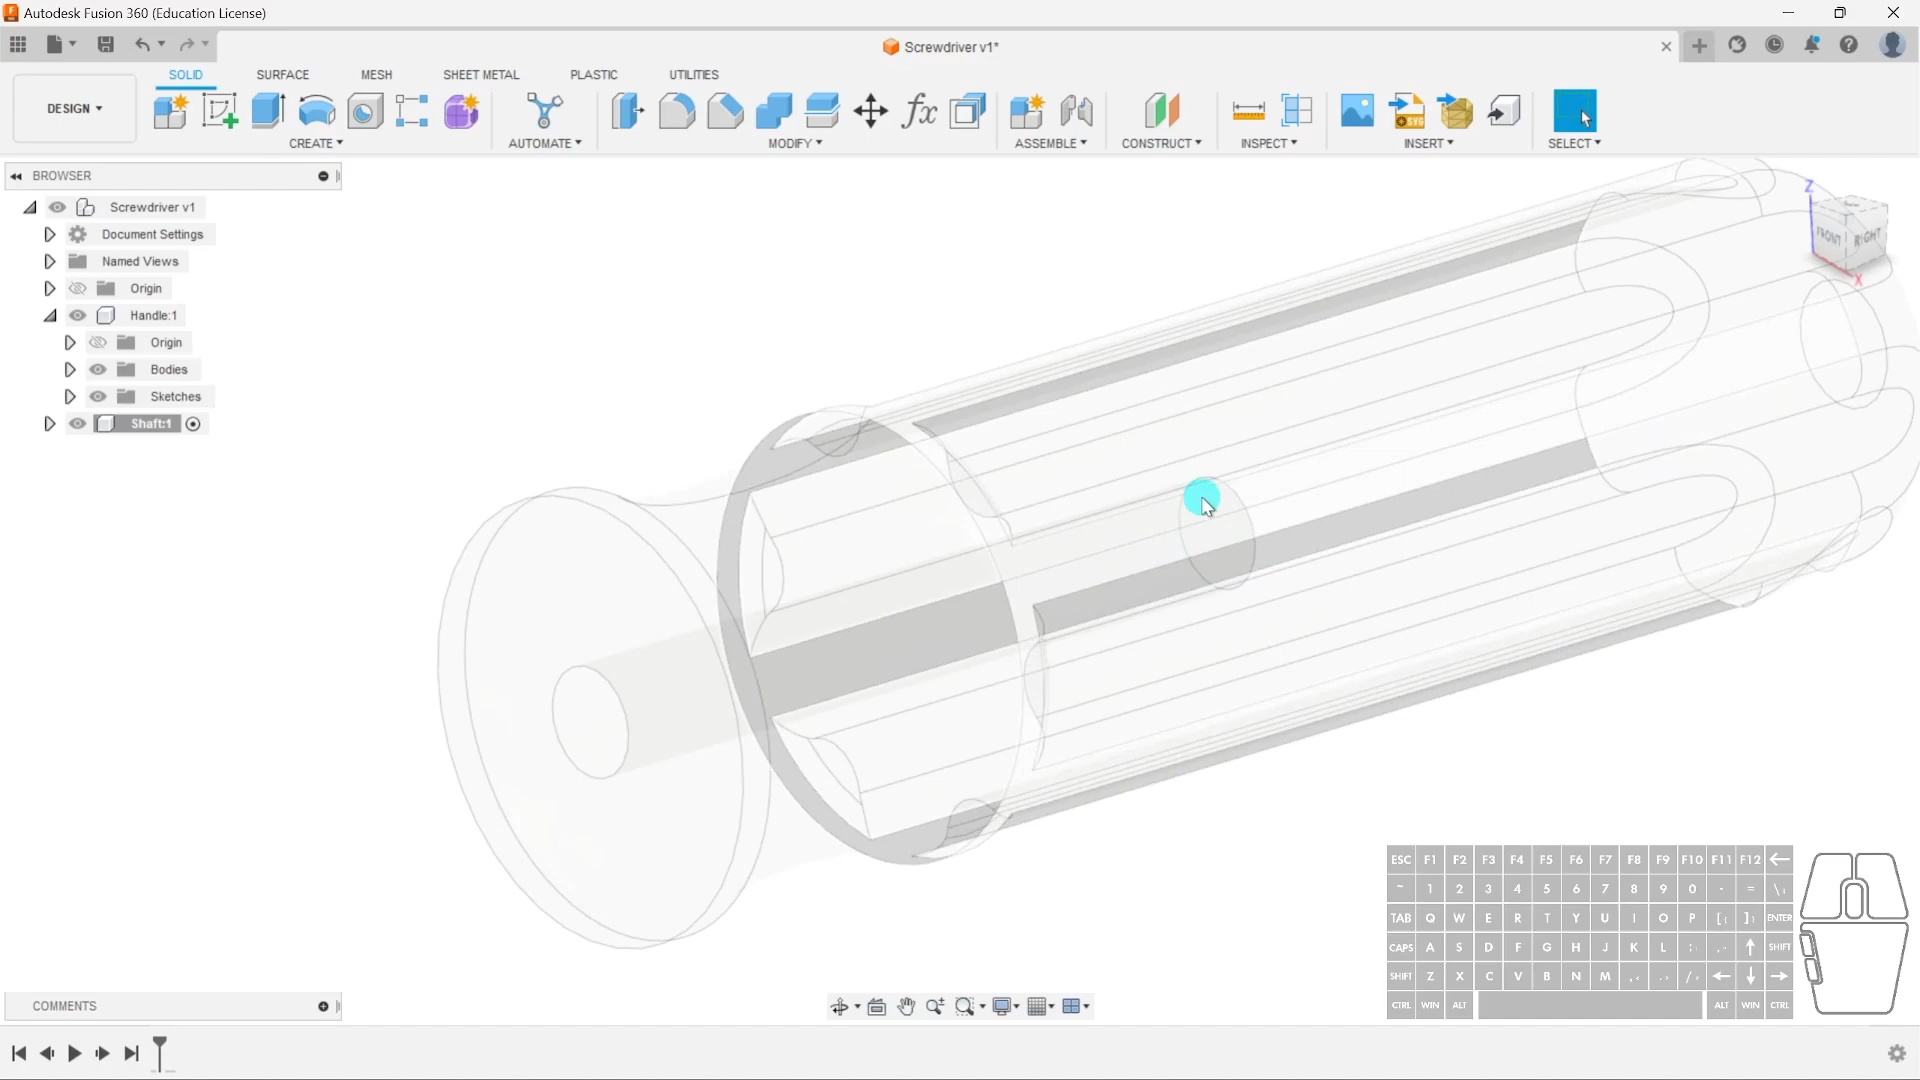 Autodesk Fusion 360 (Education License)
Screwdriver v1*
SOLID SURFACE MESH SHEET METAL PLASTIC UTILITIES
DESIGN
CREATE AUTOMATE MODIFY ASSEMBLE CONSTRUCT INSPECT INSERT SELECT
BROWSER
Screwdriver v1
Document Settings
Named Views
Origin
Handle:1
Origin
Bodies
Sketches
Shaft:1
Z
FRONT RIGHT
X
ESC F1 F2 F3 F4 F5 F6 F7 F8 F9 F10 F11 F12
~ 1 2 3 4 5 6 7 8 9 0 - = \
TAB Q W E R T Y U I O P [ ] ENTER
CAPS A S D F G H J K L ; SHIFT
SHIFT Z X C V B N M , . /
CTRL WIN ALT ALT WIN CTRL
COMMENTS